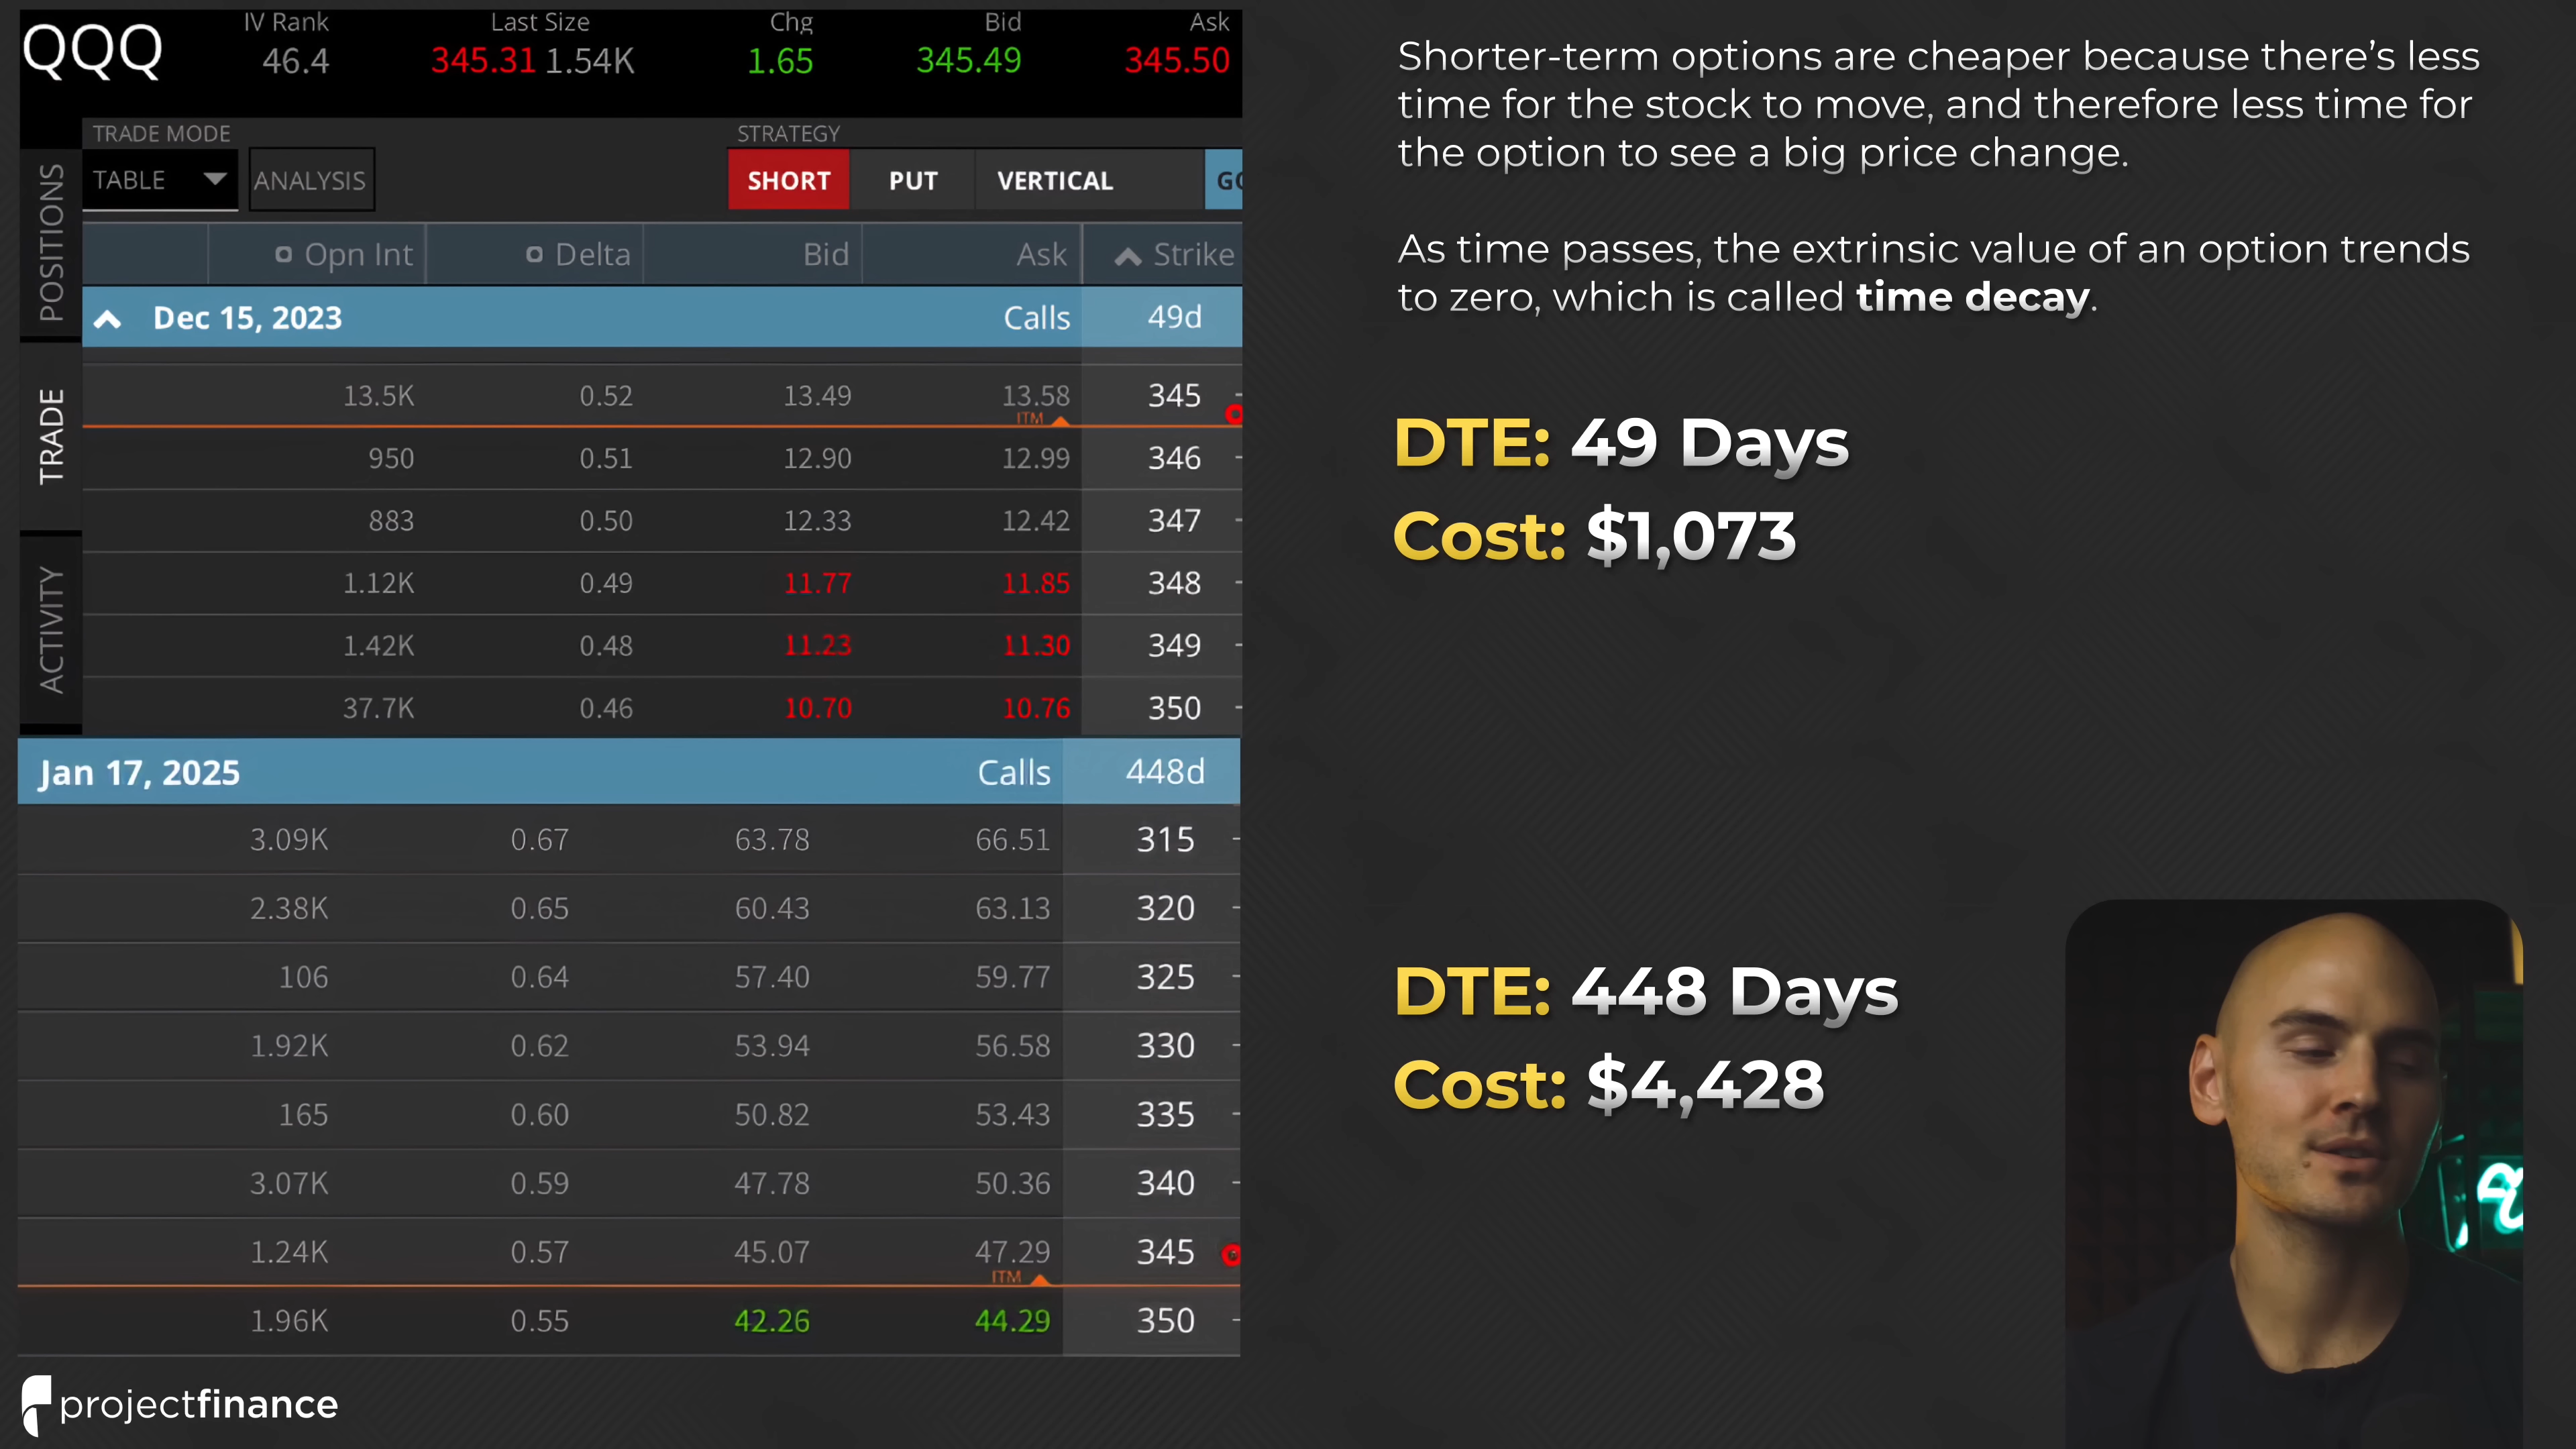 QQQ
IV Rank
46.4
Last Size
345.31 1.54K
Chg
1.65
Bid
345.49
Ask
345.50
TRADE MODE
TABLE
ANALYSIS
STRATEGY
SHORT PUT VERTICAL
POSITIONS
TRADE
ACTIVITY
Opn Int Delta Bid Ask Strike
Dec 15, 2023 Calls 49d
13.5K 0.52 13.49 13.58 345
ITM
950 0.51 12.90 12.99 346
883 0.50 12.33 12.42 347
1.12K 0.49 11.77 11.85 348
1.42K 0.48 11.23 11.30 349
37.7K 0.46 10.70 10.76 350
Jan 17, 2025 Calls 448d
3.09K 0.67 63.78 66.51 315
2.38K 0.65 60.43 63.13 320
106 0.64 57.40 59.77 325
1.92K 0.62 53.94 56.58 330
165 0.60 50.82 53.43 335
3.07K 0.59 47.78 50.36 340
1.24K 0.57 45.07 47.29 345
ITM
1.96K 0.55 42.26 44.29 350
projectfinance
Shorter-term options are cheaper because there’s less
time for the stock to move, and therefore less time for
the option to see a big price change.
As time passes, the extrinsic value of an option trends
to zero, which is called time decay.
DTE: 49 Days
Cost: $1,073
DTE: 448 Days
Cost: $4,428